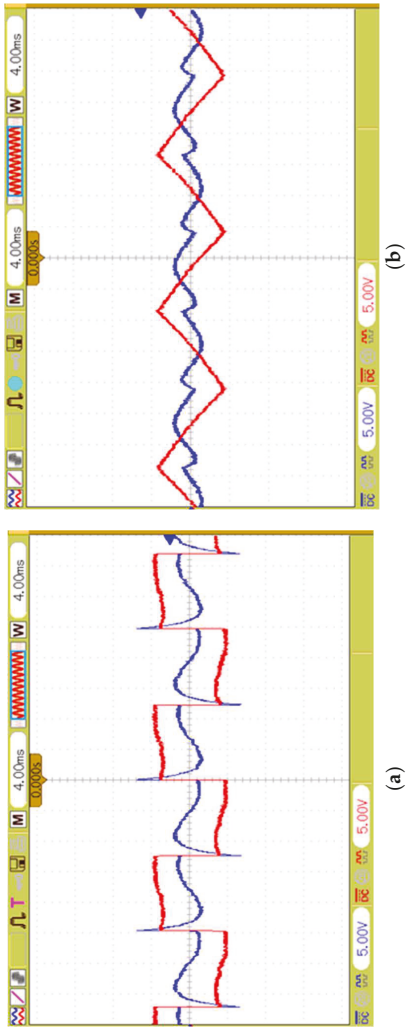 T M 4.00ms W 4.00ms
0.000s
DC 5.00V DC 5.00V
(a)
M 4.00ms W 4.00ms
0.000s
DC 5.00V DC 5.00V
(b)